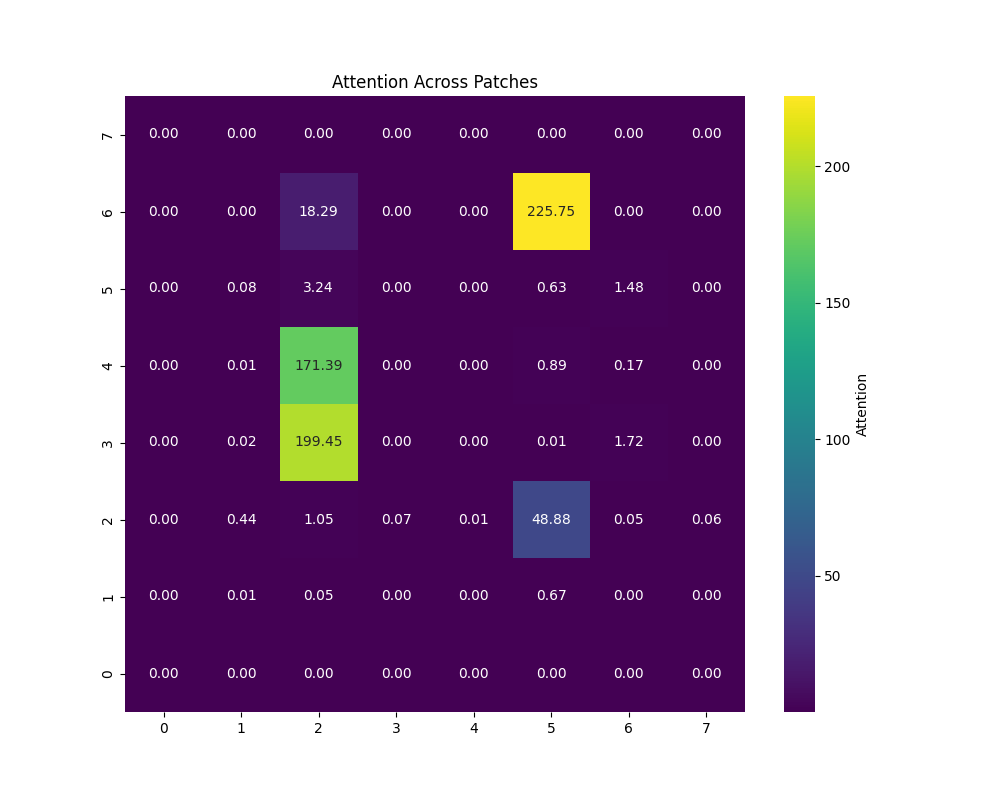 Attention Across Patches
7 0.00 0.00 0.00 0.00 0.00 0.00 0.00 0.00
6 0.00 0.00 18.29 0.00 0.00 225.75 0.00 0.00
5 0.00 0.08 3.24 0.00 0.00 0.63 1.48 0.00
4 0.00 0.01 171.39 0.00 0.00 0.89 0.17 0.00
3 0.00 0.02 199.45 0.00 0.00 0.01 1.72 0.00
2 0.00 0.44 1.05 0.07 0.01 48.88 0.05 0.06
1 0.00 0.01 0.05 0.00 0.00 0.67 0.00 0.00
0 0.00 0.00 0.00 0.00 0.00 0.00 0.00 0.00
0 1 2 3 4 5 6 7
200
150
100
50
Attention